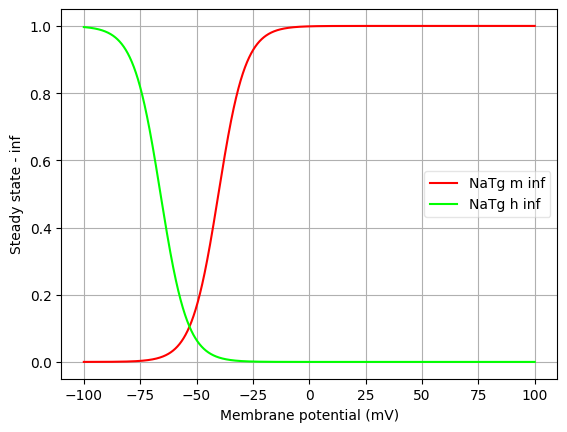 1.0
0.8
0.6
0.4
0.2
0.0
Steady state - inf
NaTg m inf
NaTg h inf
−100 −75 −50 −25 0 25 50 75 100
Membrane potential (mV)